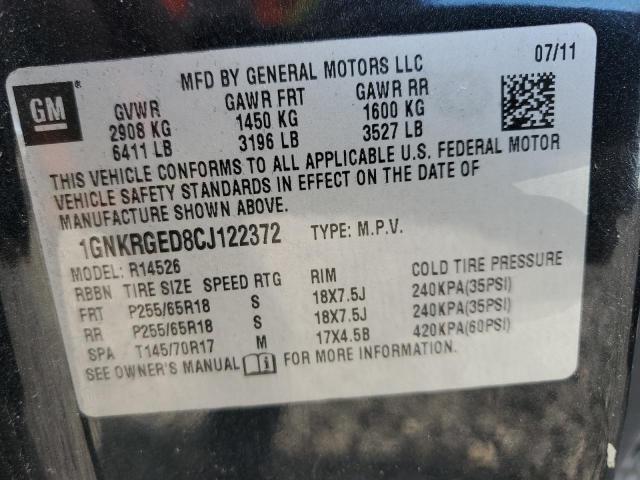 07/11
MFD BY GENERAL MOTORS LLC
GM ®
GVWR GAWR FRT GAWR RR
2908 KG 1450 KG 1600 KG
6411 LB 3196 LB 3527 LB
THIS VEHICLE CONFORMS TO ALL APPLICABLE U.S. FEDERAL MOTOR
VEHICLE SAFETY STANDARDS IN EFFECT ON THE DATE OF
MANUFACTURE SHOWN ABOVE.
1GNKRGED8CJ122372 TYPE: M.P.V.
MODEL: R14526
RBBN TIRE SIZE SPEED RTG RIM COLD TIRE PRESSURE
FRT P255/65R18 S 18X7.5J 240KPA(35PSI)
RR P255/65R18 S 18X7.5J 240KPA(35PSI)
SPA T145/70R17 M 17X4.5B 420KPA(60PSI)
SEE OWNER'S MANUAL FOR MORE INFORMATION.